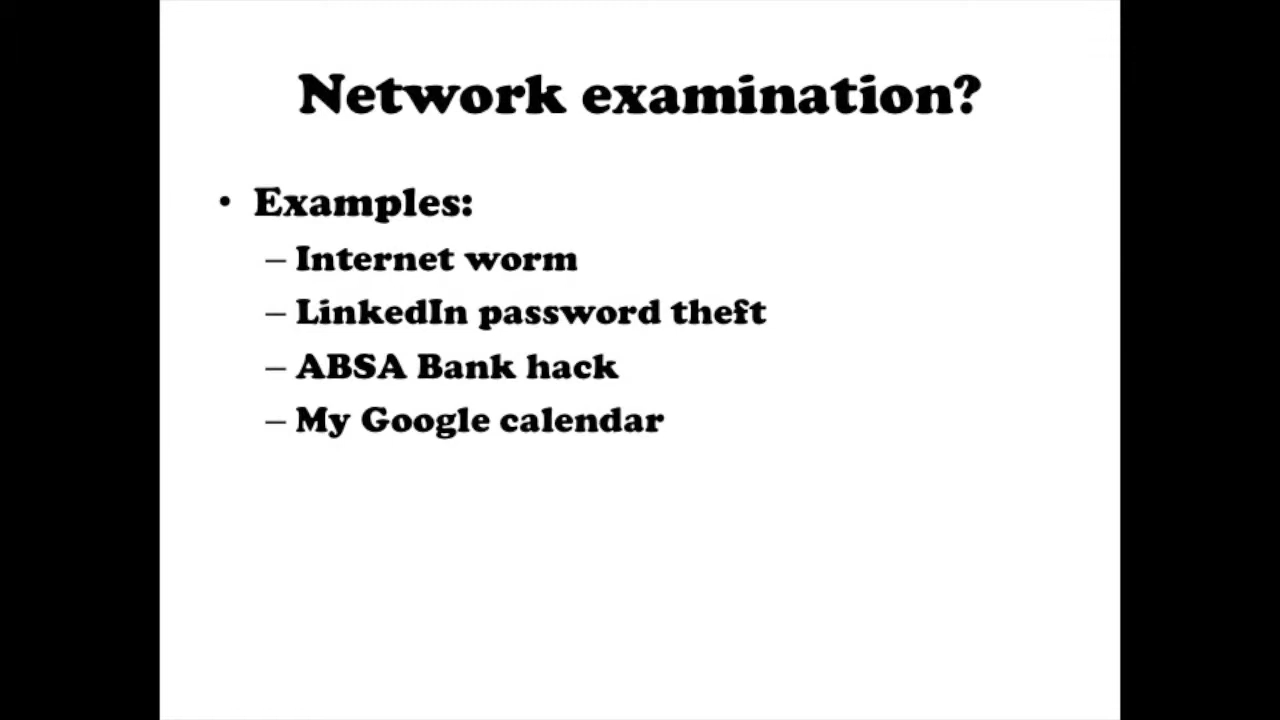 Network examination?
• Examples:
– Internet worm
– LinkedIn password theft
– ABSA Bank hack
– My Google calendar